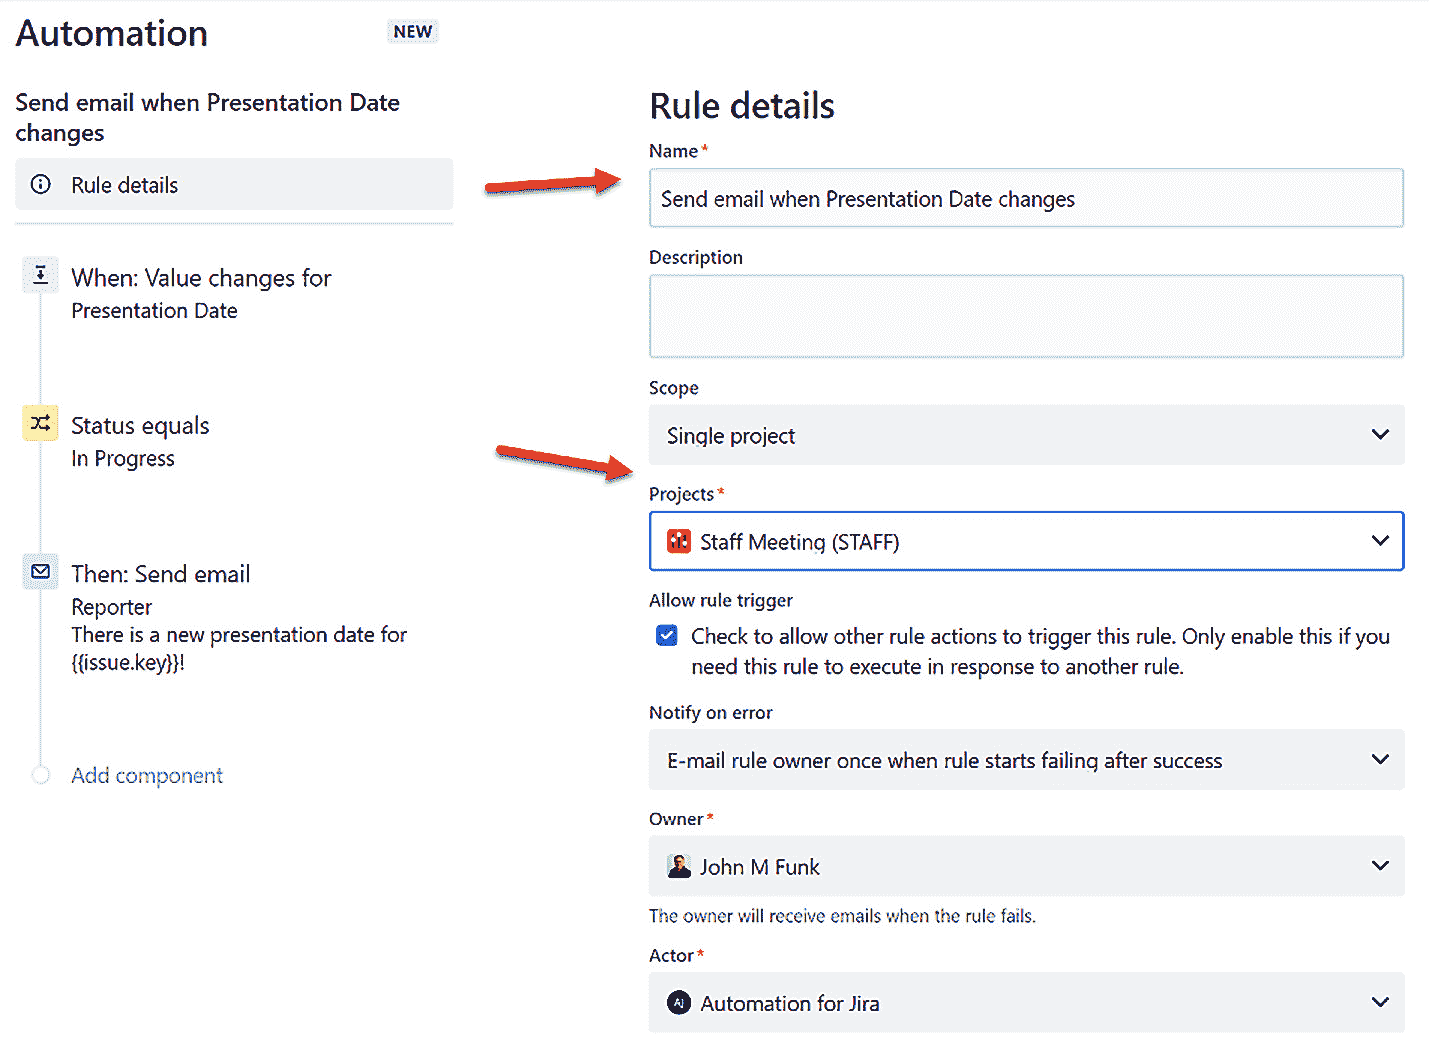 Automation
NEW
Send email when Presentation Date
changes
Rule details
When: Value changes for
Presentation Date
Status equals
In Progress
Then: Send email
Reporter
There is a new presentation date for
{{issue.key}}!
Add component
Rule details
Name*
Send email when Presentation Date changes
Description
Scope
Single project
Projects*
Staff Meeting (STAFF)
Allow rule trigger
Check to allow other rule actions to trigger this rule. Only enable this if you
need this rule to execute in response to another rule.
Notify on error
E-mail rule owner once when rule starts failing after success
Owner*
John M Funk
The owner will receive emails when the rule fails.
Actor*
Automation for Jira